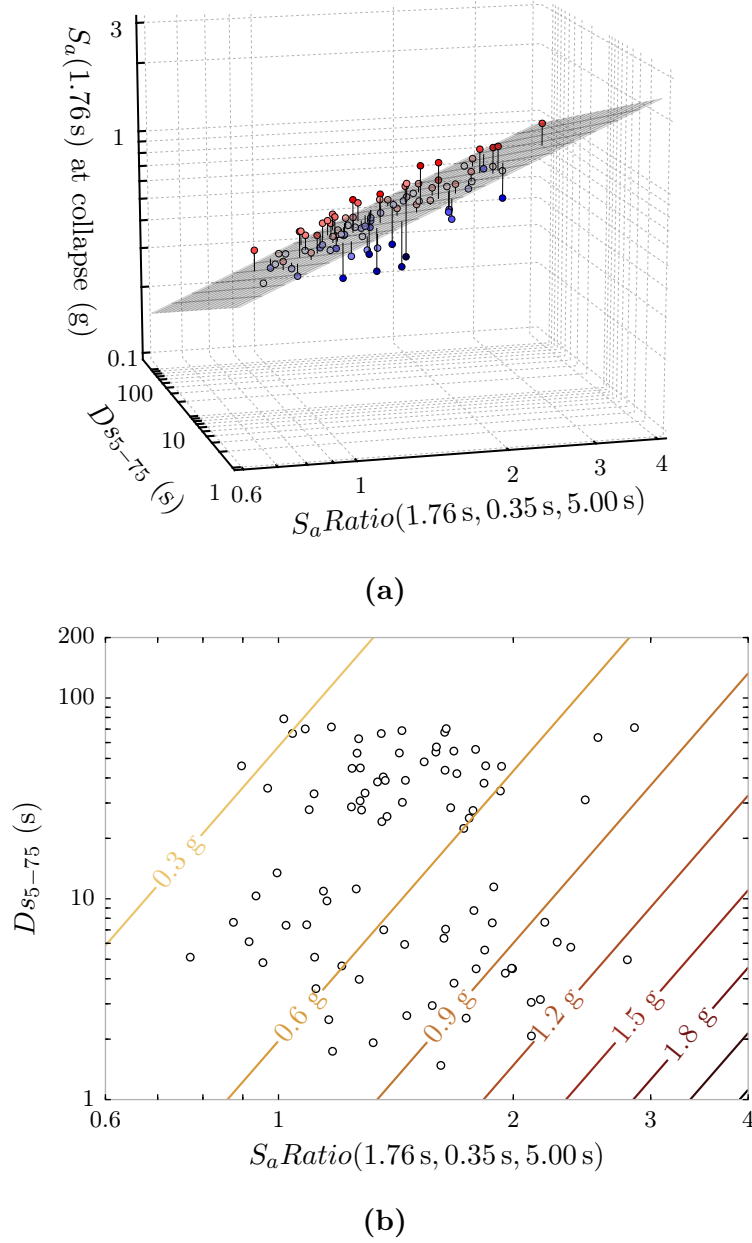 3
1
0.1
S_a(1.76 s) at collapse (g)
100
10
1
Ds_{5−75} (s)
0.6
1
2
3
4
S_aRatio(1.76 s, 0.35 s, 5.00 s)
(a)
200
100
10
1
Ds_{5−75} (s)
0.3 g
0.6 g
0.9 g
1.2 g
1.5 g
1.8 g
0.6
1
2
3
4
S_aRatio(1.76 s, 0.35 s, 5.00 s)
(b)